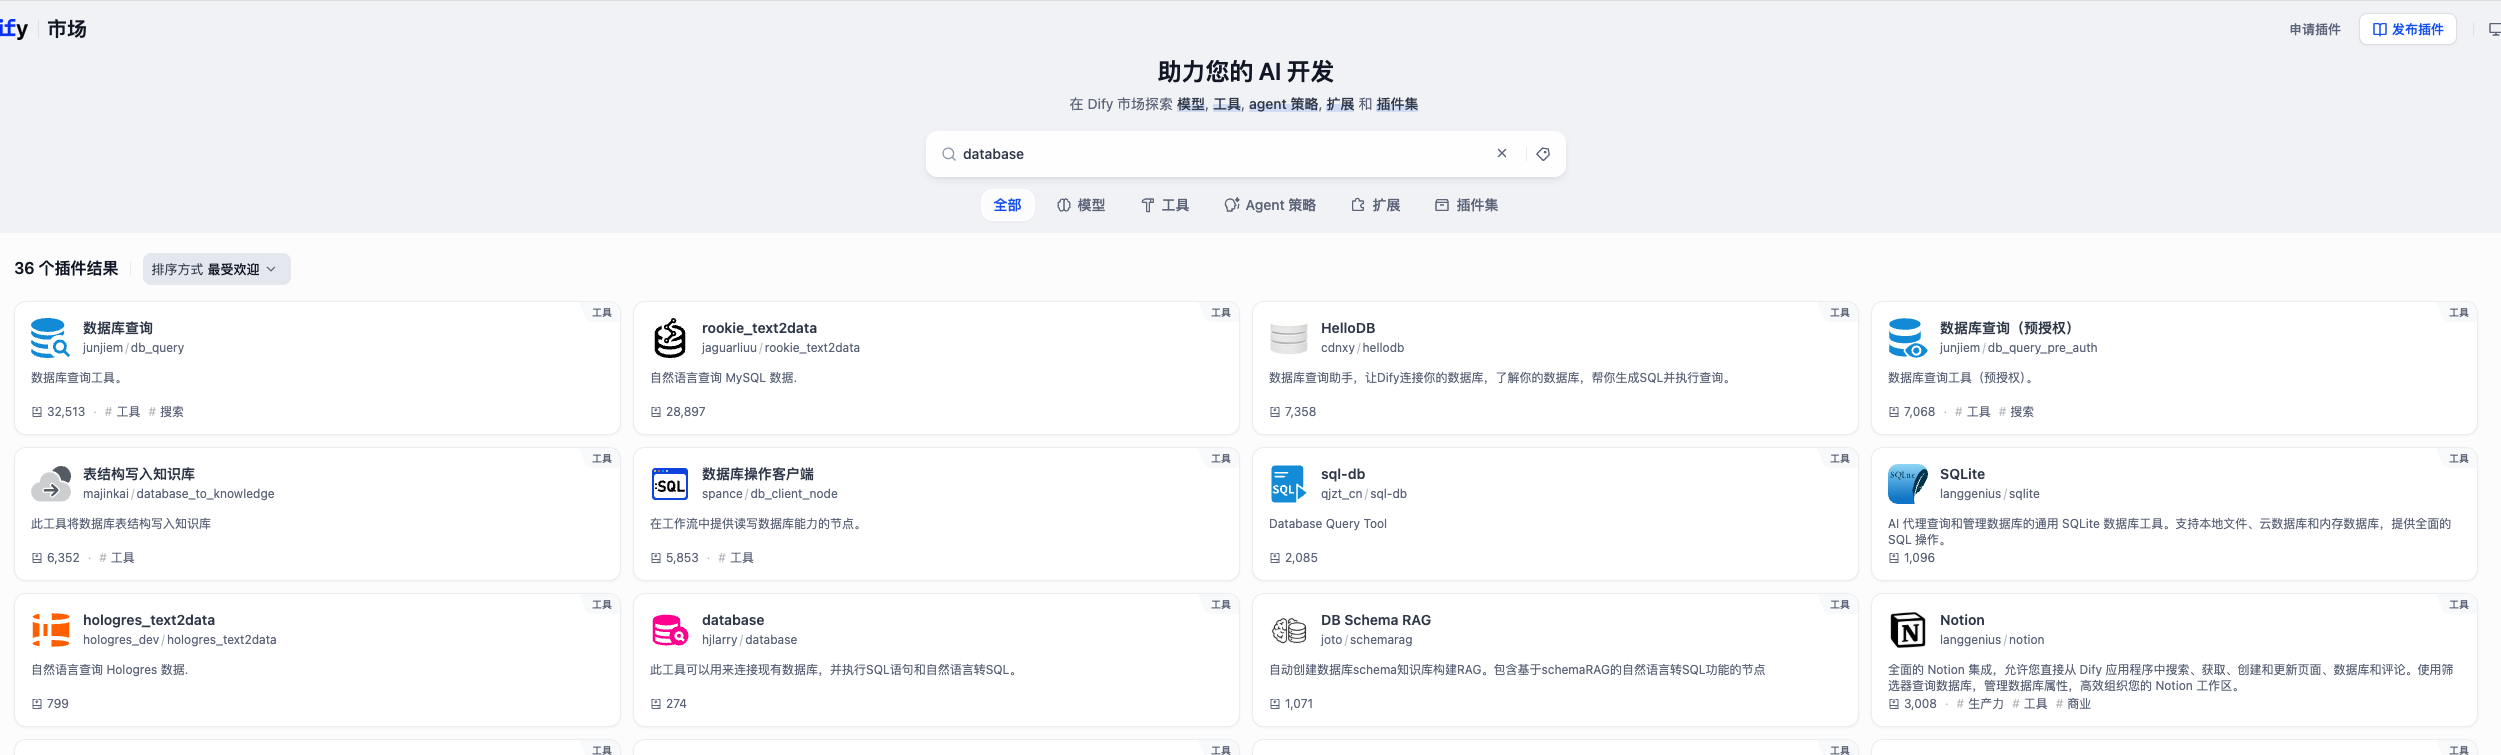 ify 市场
申请插件
发布插件
助力您的 AI 开发
在 Dify 市场探索 模型, 工具, agent 策略, 扩展 和 插件集
database
全部 模型 工具 Agent 策略 扩展 插件集
36 个插件结果 排序方式 最受欢迎
工具
数据库查询
junjiem/db_query
数据库查询工具。
32,513 · # 工具 # 搜索
工具
rookie_text2data
jaguarliuu/rookie_text2data
自然语言查询 MySQL 数据.
28,897
工具
HelloDB
cdnxy/hellodb
数据库查询助手，让Dify连接你的数据库，了解你的数据库，帮你生成SQL并执行查询。
7,358
工具
数据库查询（预授权）
junjiem/db_query_pre_auth
数据库查询工具（预授权）。
7,068 · # 工具 # 搜索
工具
表结构写入知识库
majinkai/database_to_knowledge
此工具将数据库表结构写入知识库
6,352 · # 工具
工具
:SQL
数据库操作客户端
spance/db_client_node
在工作流中提供读写数据库能力的节点。
5,853 · # 工具
工具
SQL
sql-db
qjzt_cn/sql-db
Database Query Tool
2,085
工具
SQLite
SQLite
langgenius/sqlite
AI 代理查询和管理数据库的通用 SQLite 数据库工具。支持本地文件、云数据库和内存数据库，提供全面的
SQL 操作。
1,096
工具
hologres_text2data
hologres_dev/hologres_text2data
自然语言查询 Hologres 数据.
799
工具
database
hjlarry/database
此工具可以用来连接现有数据库，并执行SQL语句和自然语言转SQL。
274
工具
DB Schema RAG
joto/schemarag
自动创建数据库schema知识库构建RAG。包含基于schemaRAG的自然语言转SQL功能的节点
1,071
工具
N
Notion
langgenius/notion
全面的 Notion 集成，允许您直接从 Dify 应用程序中搜索、获取、创建和更新页面、数据库和评论。使用筛
选器查询数据库，管理数据库属性，高效组织您的 Notion 工作区。
3,008 · # 生产力 # 工具 # 商业
工具
工具
工具
工具